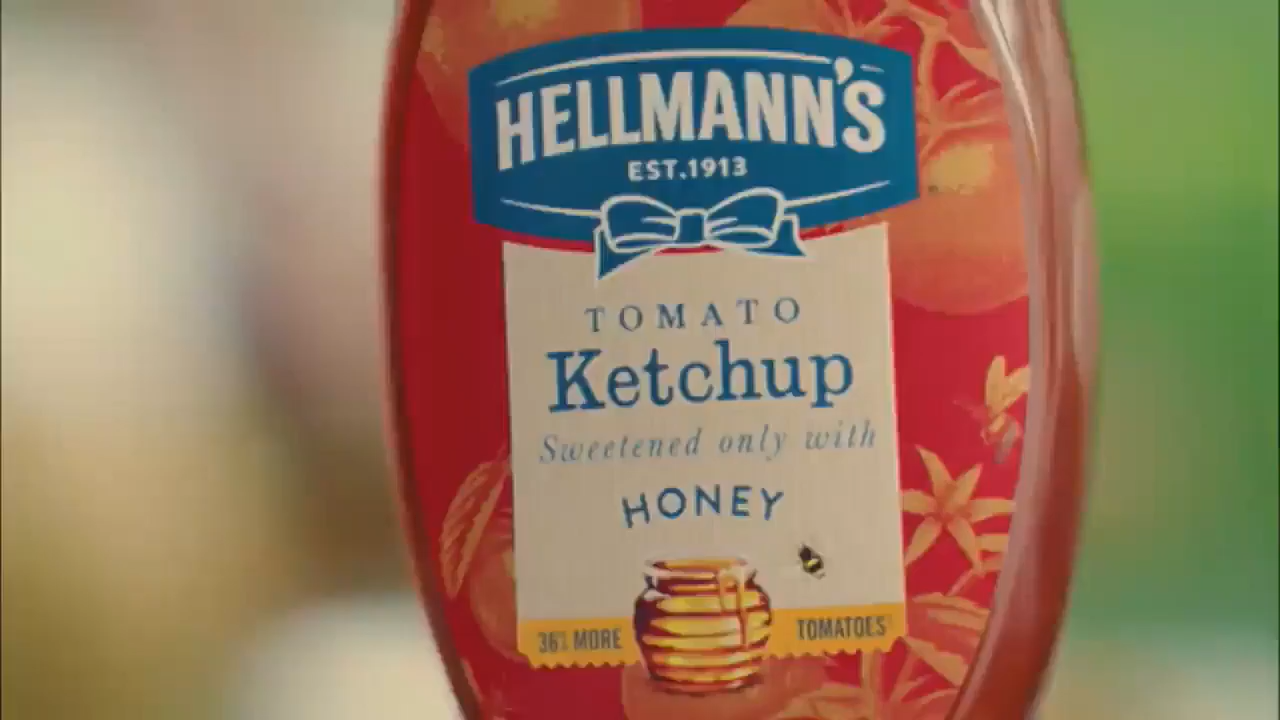 HELLMANN'S
EST.1913
TOMATO
Ketchup
Sweetened only with
HONEY
36% MORE TOMATOES